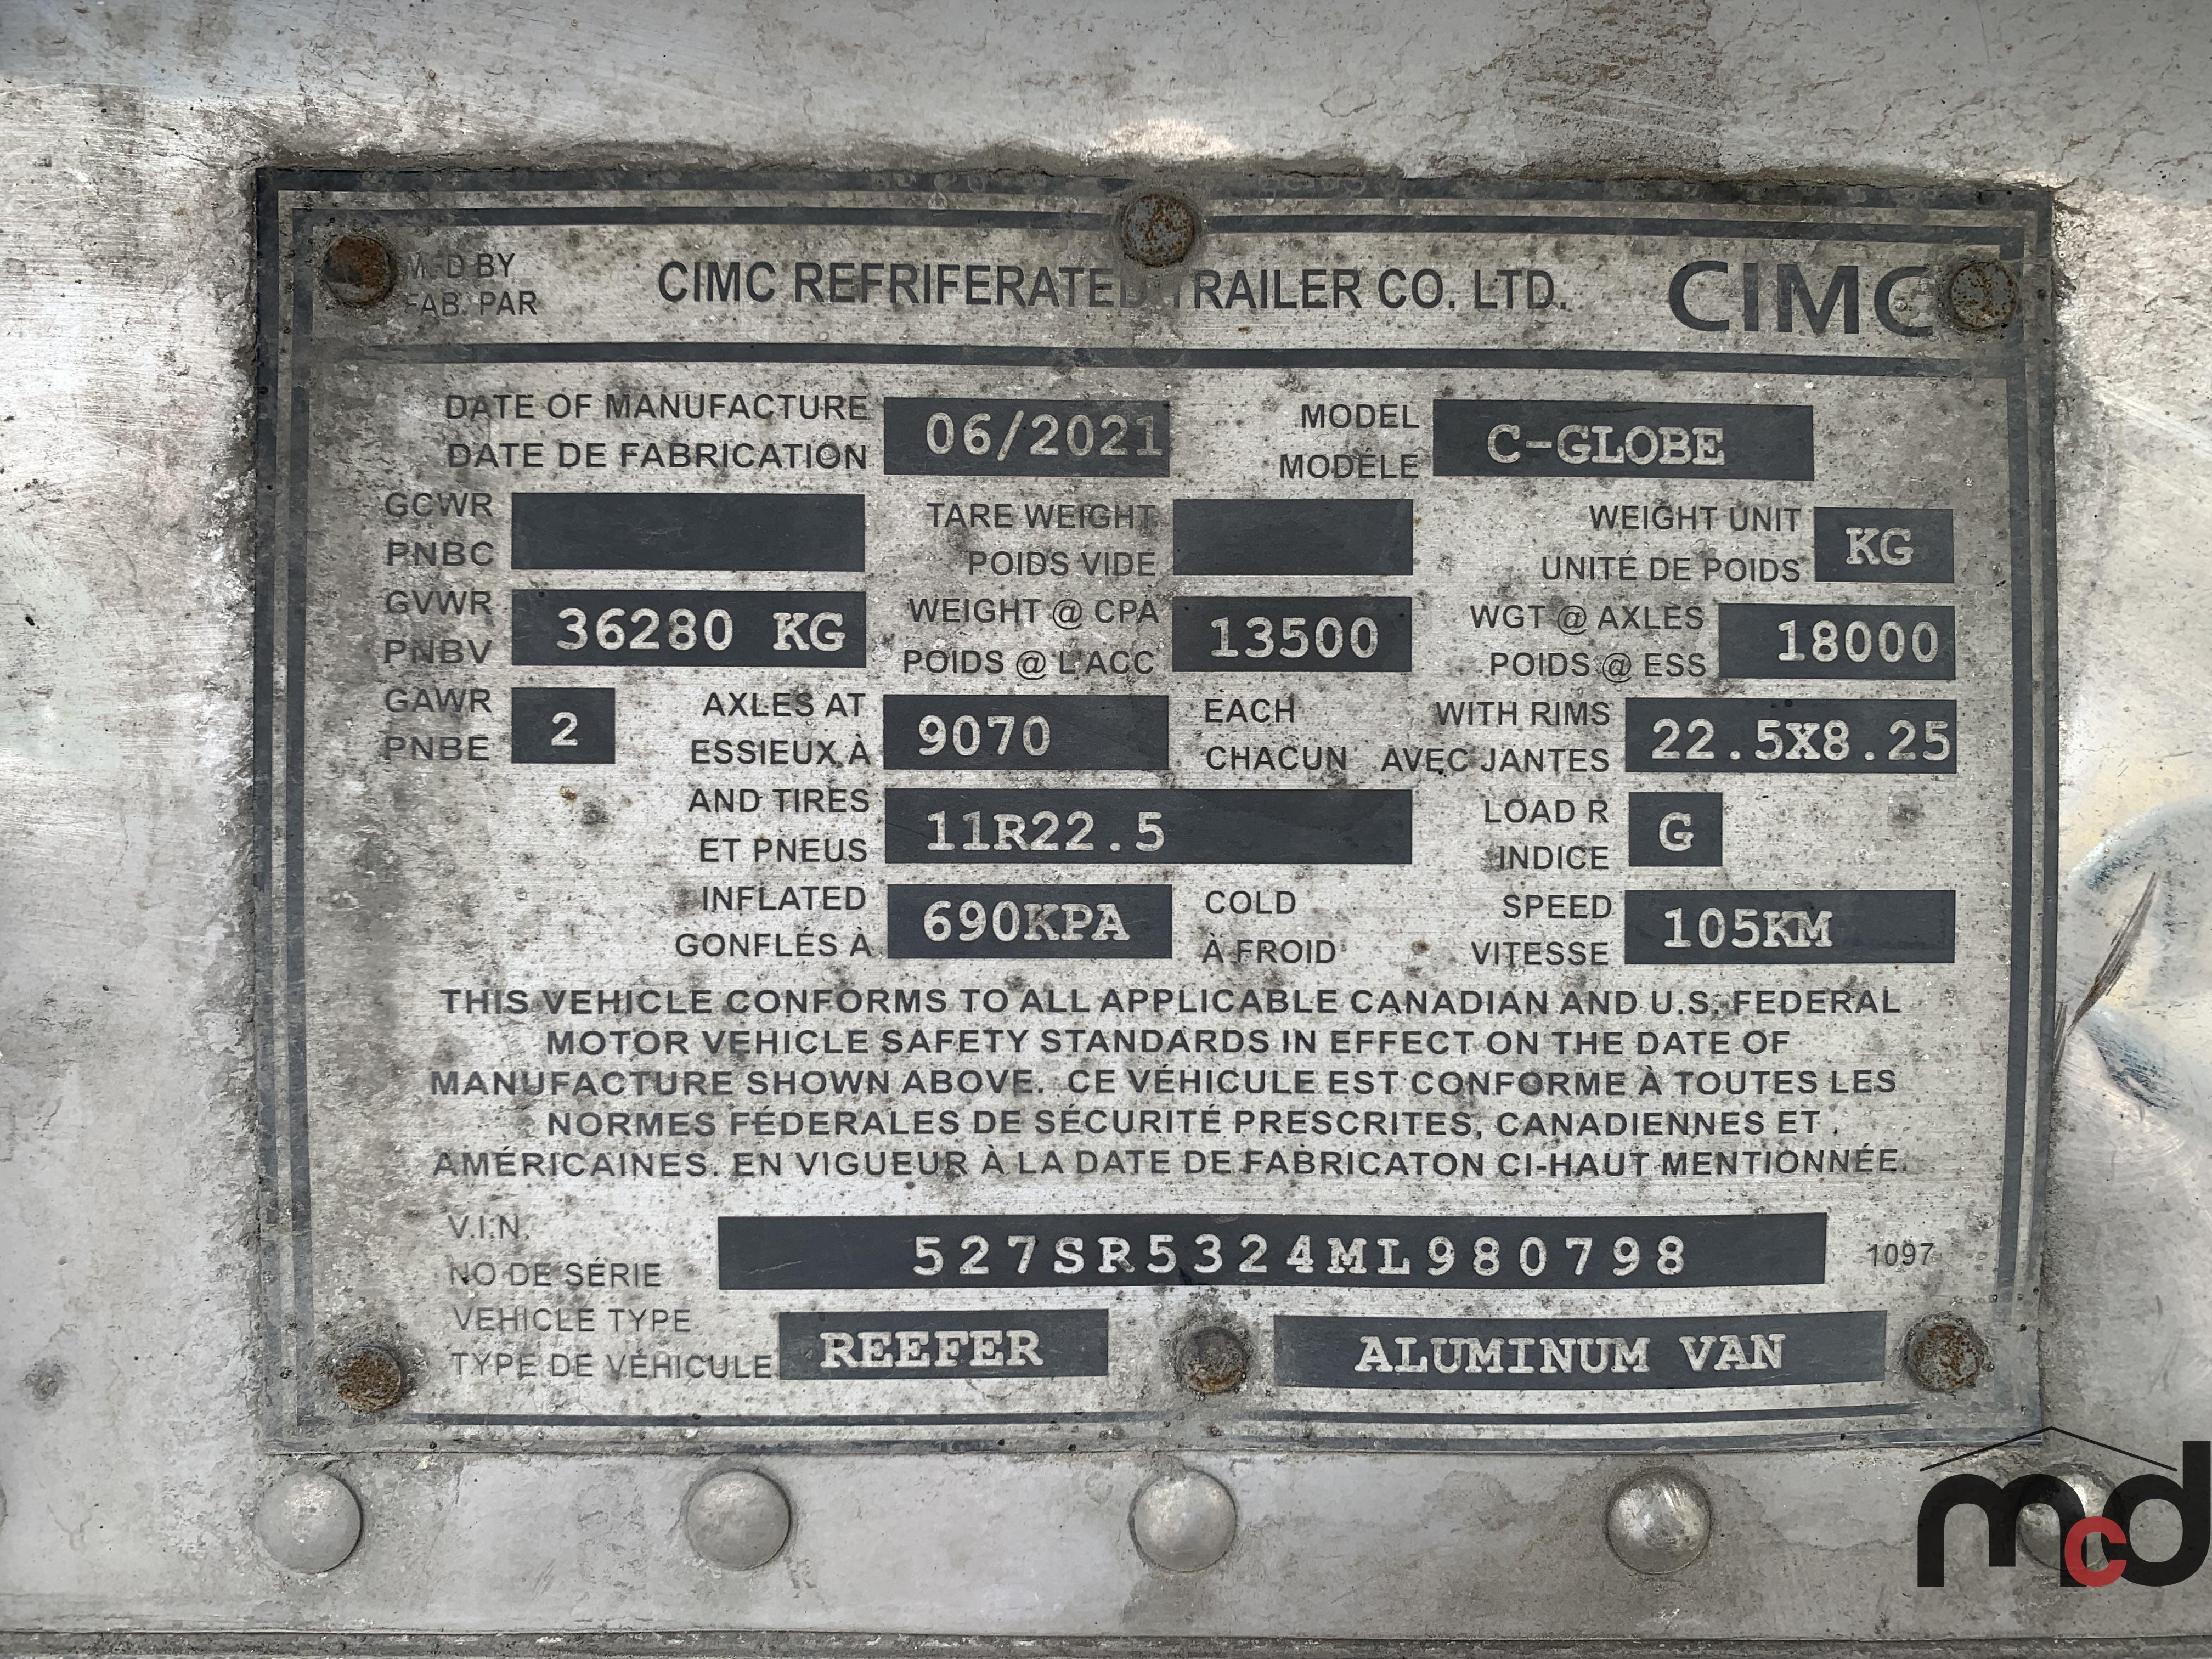 MFD BY
FAB. PAR
CIMC REFRIFERATED TRAILER CO. LTD.
CIMC
DATE OF MANUFACTURE
DATE DE FABRICATION
06/2021
MODEL
MODÈLE
C-GLOBE
GCWR
PNBC
TARE WEIGHT
POIDS VIDE
WEIGHT UNIT
UNITÉ DE POIDS
KG
GVWR
PNBV
36280 KG
WEIGHT @ CPA
POIDS @ L'ACC
13500
WGT @ AXLES
POIDS @ ESS
18000
GAWR
PNBE
2
AXLES AT
ESSIEUX À
9070
EACH
CHACUN
WITH RIMS
AVEC JANTES
22.5X8.25
AND TIRES
ET PNEUS
11R22.5
LOAD R
INDICE
G
INFLATED
GONFLÉS À
690KPA
COLD
À FROID
SPEED
VITESSE
105KM
THIS VEHICLE CONFORMS TO ALL APPLICABLE CANADIAN AND U.S. FEDERAL
MOTOR VEHICLE SAFETY STANDARDS IN EFFECT ON THE DATE OF
MANUFACTURE SHOWN ABOVE. CE VÉHICULE EST CONFORME À TOUTES LES
NORMES FÉDERALES DE SÉCURITÉ PRESCRITES, CANADIENNES ET
AMÉRICAINES. EN VIGUEUR À LA DATE DE FABRICATON CI-HAUT MENTIONNÉE.
V.I.N.
NO DE SÉRIE
527SR5324ML980798
1097
VEHICLE TYPE
TYPE DE VÉHICULE
REEFER
ALUMINUM VAN
mcd